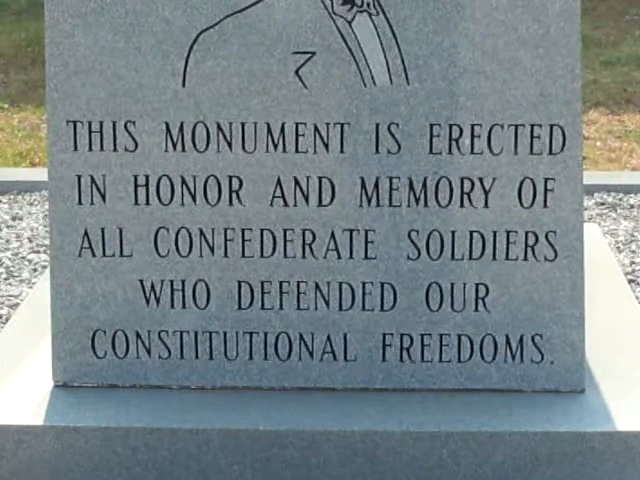 THIS MONUMENT IS ERECTED
IN HONOR AND MEMORY OF
ALL CONFEDERATE SOLDIERS
WHO DEFENDED OUR
CONSTITUTIONAL FREEDOMS.